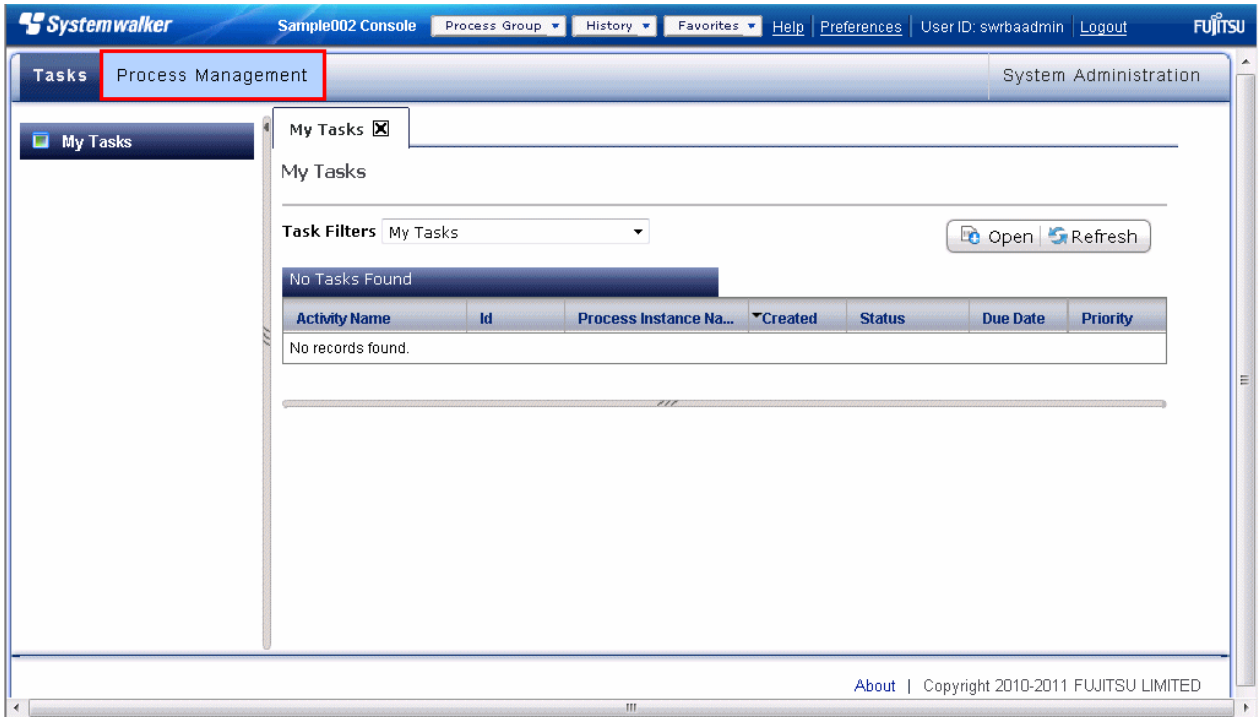 Systemwalker Sample002 Console Process Group History Favorites Help Preferences User ID: swrbaadmin Logout FUJITSU
Tasks Process Management System Administration
My Tasks
My Tasks
My Tasks
Task Filters My Tasks Open Refresh
No Tasks Found
Activity Name Id Process Instance Na... Created Status Due Date Priority
No records found.
About | Copyright 2010-2011 FUJITSU LIMITED